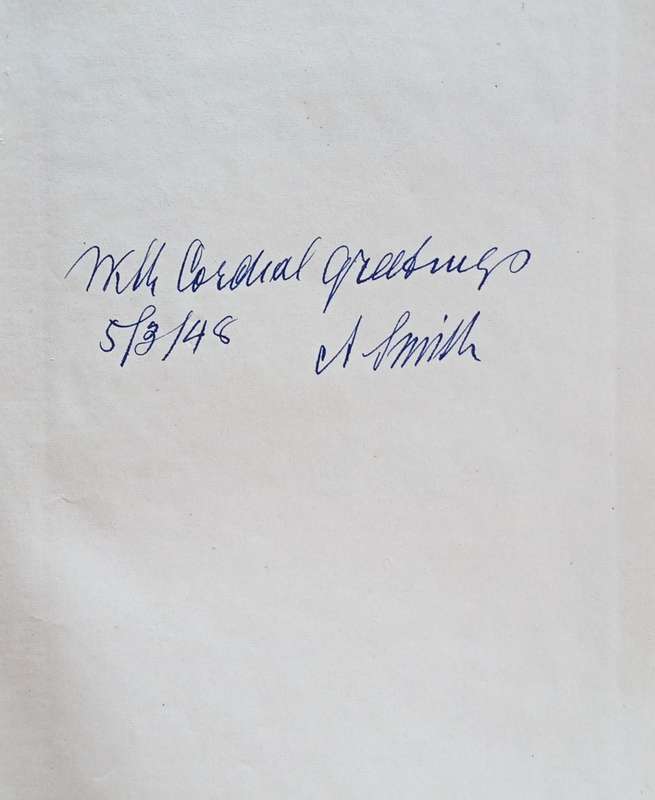 With Cordial greetings
5/3/48 A Smith